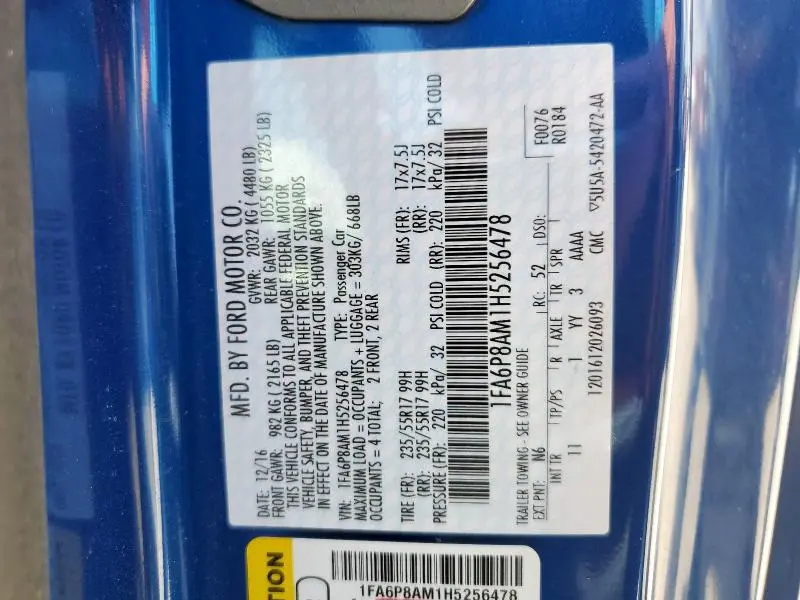 MFD. BY FORD MOTOR CO.
DATE: 12/16 GVWR: 2032 KG ( 4480 LB)
FRONT GAWR: 982 KG ( 2165 LB) REAR GAWR: 1055 KG ( 2325 LB)
THIS VEHICLE CONFORMS TO ALL APPLICABLE FEDERAL MOTOR
VEHICLE SAFETY, BUMPER, AND THEFT PREVENTION STANDARDS
IN EFFECT ON THE DATE OF MANUFACTURE SHOWN ABOVE.
VIN: 1FA6P8AM1H5256478 TYPE: Passenger Car
MAXIMUM LOAD = OCCUPANTS + LUGGAGE = 303KG/ 668LB
OCCUPANTS = 4 TOTAL; 2 FRONT, 2 REAR
TIRE (FR): 235/55R17 99H RIMS (FR): 17x7.5J
(RR): 235/55R17 99H (RR): 17x7.5J
PRESSURE (FR): 220 kPa/ 32 PSI COLD (RR): 220 kPa/ 32 PSI COLD
1FA6P8AM1H5256478
TRAILER TOWING - SEE OWNER GUIDE
F0076
R0184
EXT PNT: N6 RC: 52 DSO:
INT TR TP/PS R AXLE TR SPR
11 1 YY 3 AAAA
1201612026093 CMC ▽5U5A-5420472-AA
TION
1FA6P8AM1H5256478